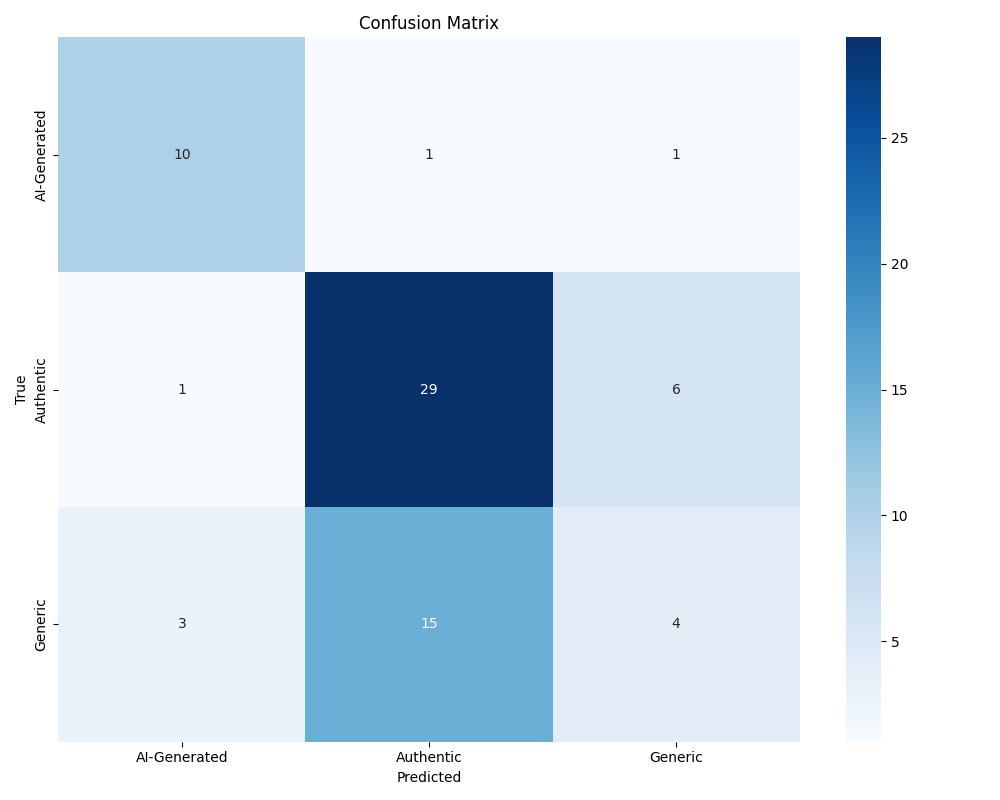 Confusion Matrix
True
AI-Generated
10
1
1
Authentic
1
29
6
Generic
3
15
4
AI-Generated
Authentic
Generic
Predicted
25
20
15
10
5